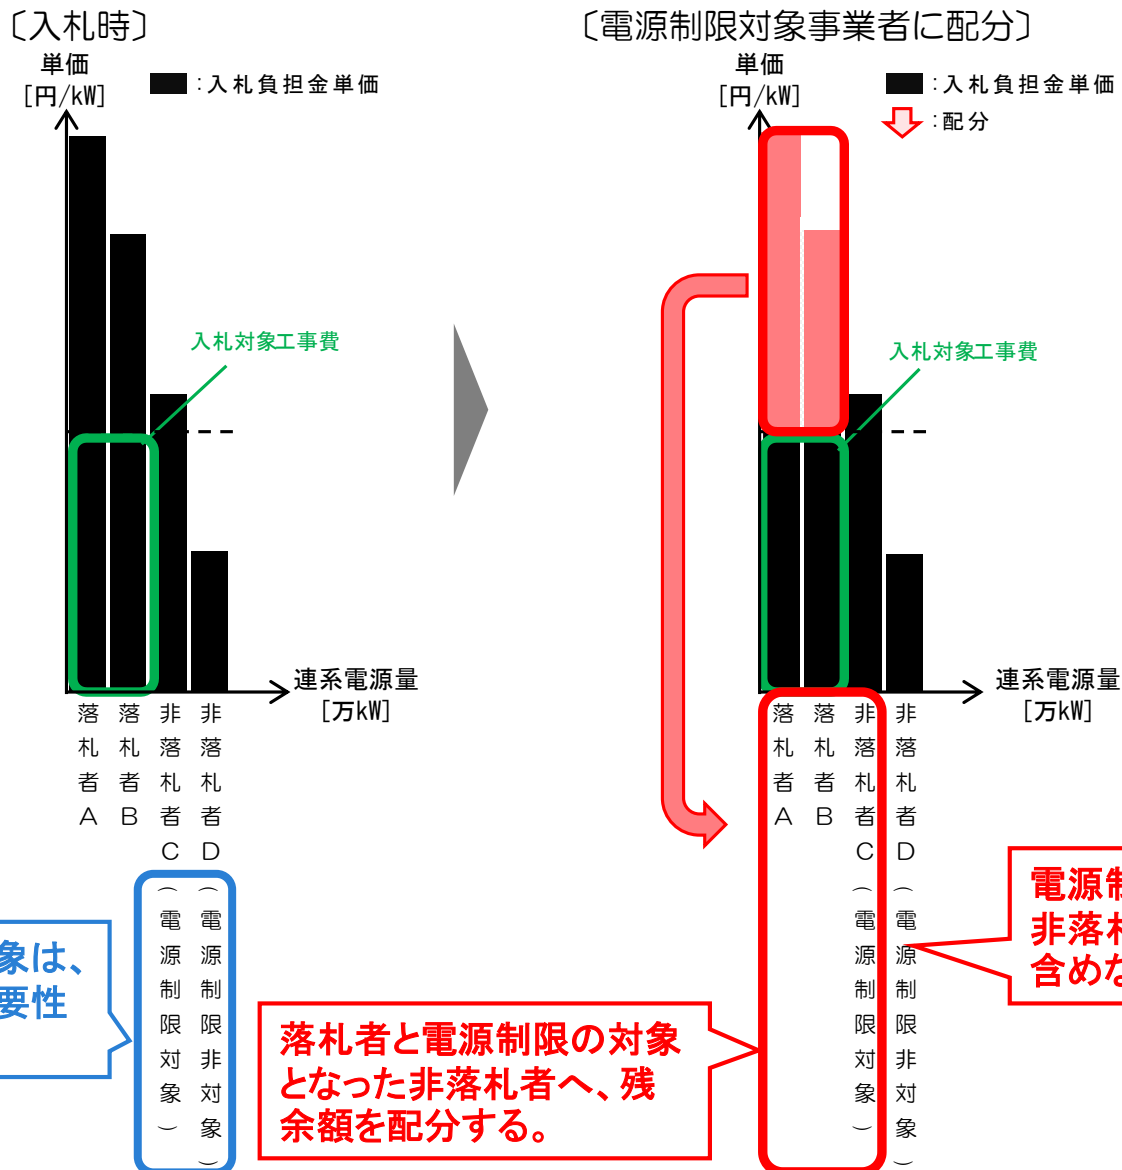 〔入札時〕
単価
[円/kW]
:入札負担金単価
入札対象工事費
連系電源量
[万kW]
落札者A
落札者B
非落札者C(電源制限対象)
非落札者D(電源制限非対象)
象は、
要性
〔電源制限対象事業者に配分〕
単価
[円/kW]
:入札負担金単価
:配分
入札対象工事費
連系電源量
[万kW]
落札者A
落札者B
非落札者C(電源制限対象)
非落札者D(電源制限非対象)
落札者と電源制限の対象
となった非落札者へ、残
余額を配分する。
電源制
非落札
含めな